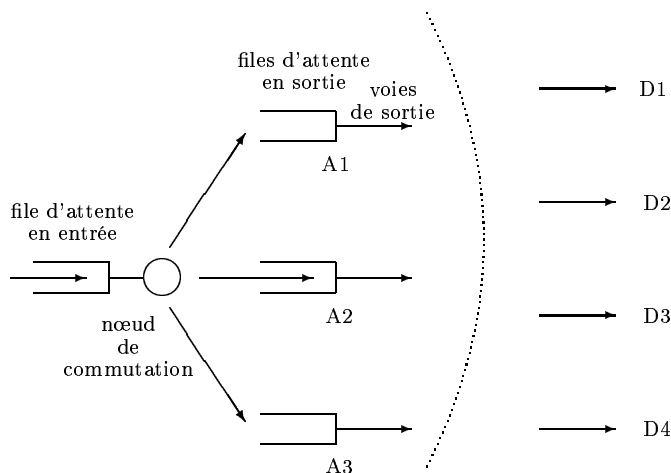 files d'attente
en sortie
voies
de sortie
D1
A1
D2
file d'attente
en entrée
A2
D3
nœud
de
commutation
D4
A3